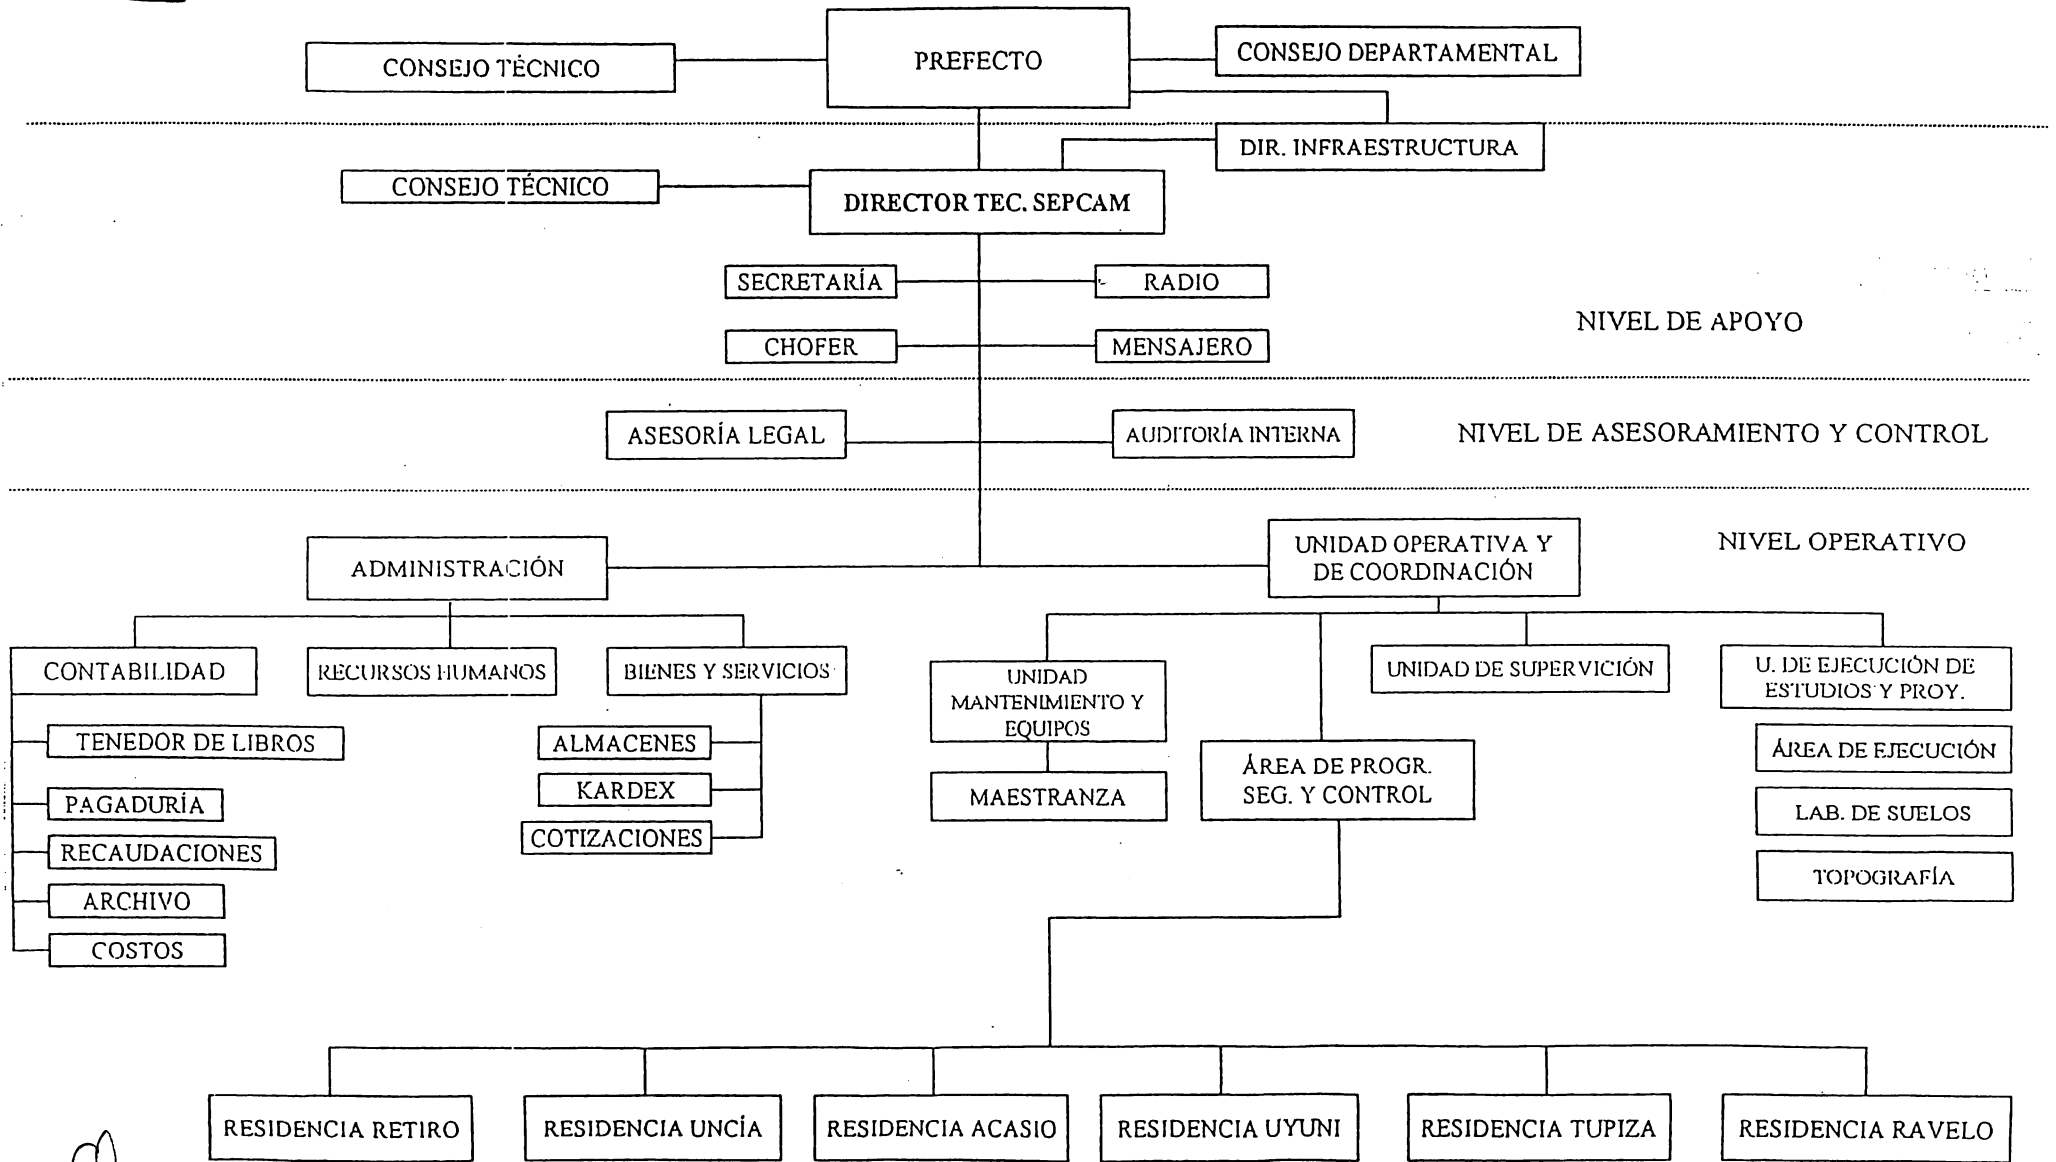 PREFECTO
CONSEJO TÉCNICO
CONSEJO DEPARTAMENTAL
DIR. INFRAESTRUCTURA
CONSEJO TÉCNICO
DIRECTOR TEC. SEPCAM
SECRETARÍA
RADIO
NIVEL DE APOYO
CHOFER
MENSAJERO
ASESORÍA LEGAL
AUDITORÍA INTERNA
NIVEL DE ASESORAMIENTO Y CONTROL
NIVEL OPERATIVO
ADMINISTRACIÓN
UNIDAD OPERATIVA Y
DE COORDINACIÓN
CONTABILIDAD
RECURSOS HUMANOS
BIENES Y SERVICIOS
UNIDAD
MANTENIMIENTO Y
EQUIPOS
UNIDAD DE SUPERVICIÓN
U. DE EJECUCIÓN DE
ESTUDIOS Y PROY.
TENEDOR DE LIBROS
PAGADURÍA
RECAUDACIONES
ARCHIVO
COSTOS
ALMACENES
KARDEX
COTIZACIONES
MAESTRANZA
ÁREA DE PROGR.
SEG. Y CONTROL
ÁREA DE EJECUCIÓN
LAB. DE SUELOS
TOPOGRAFÍA
RESIDENCIA RETIRO
RESIDENCIA UNCÍA
RESIDENCIA ACASIO
RESIDENCIA UYUNI
RESIDENCIA TUPIZA
RESIDENCIA RAVELO